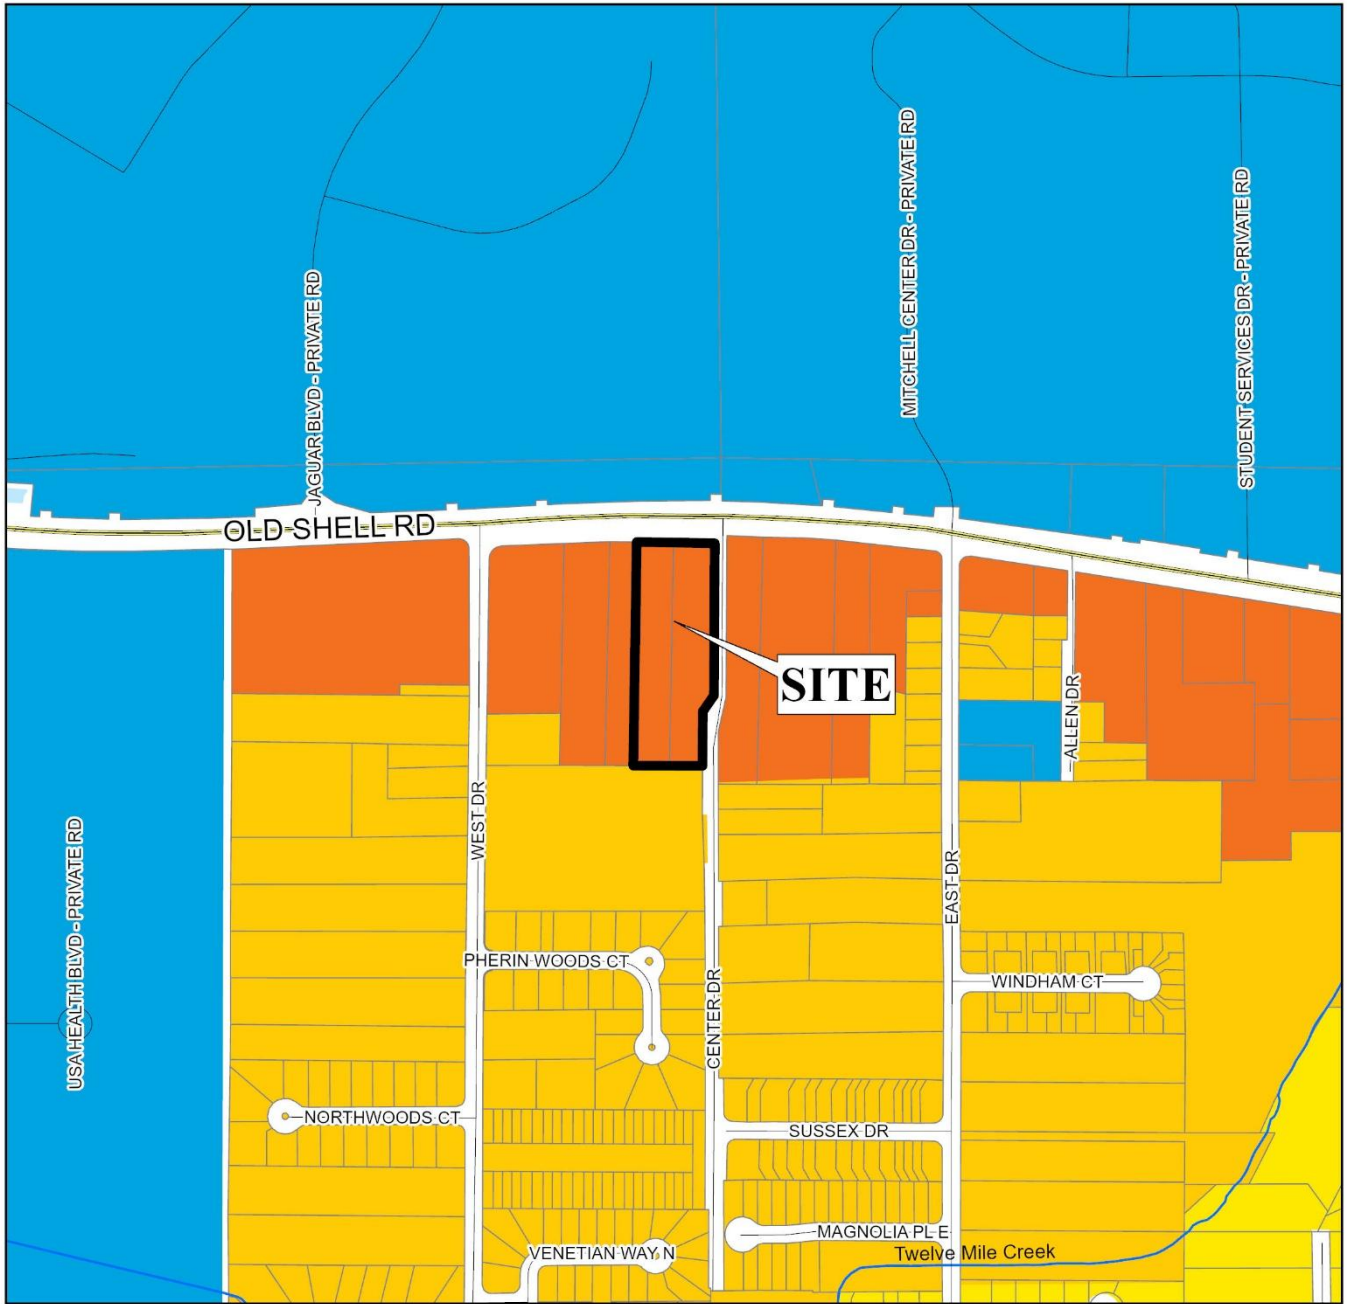 MITCHELL CENTER DR - PRIVATE RD
STUDENT SERVICES DR - PRIVATE RD
JAGUAR BLVD - PRIVATE RD
OLD SHELL RD
SITE
ALLEN DR
WEST DR
USA HEALTH BLVD - PRIVATE RD
EAST DR
PHERIN WOODS CT
WINDHAM CT
CENTER DR
NORTHWOODS CT
SUSSEX DR
MAGNOLIA PL E
VENETIAN WAY N
Twelve Mile Creek